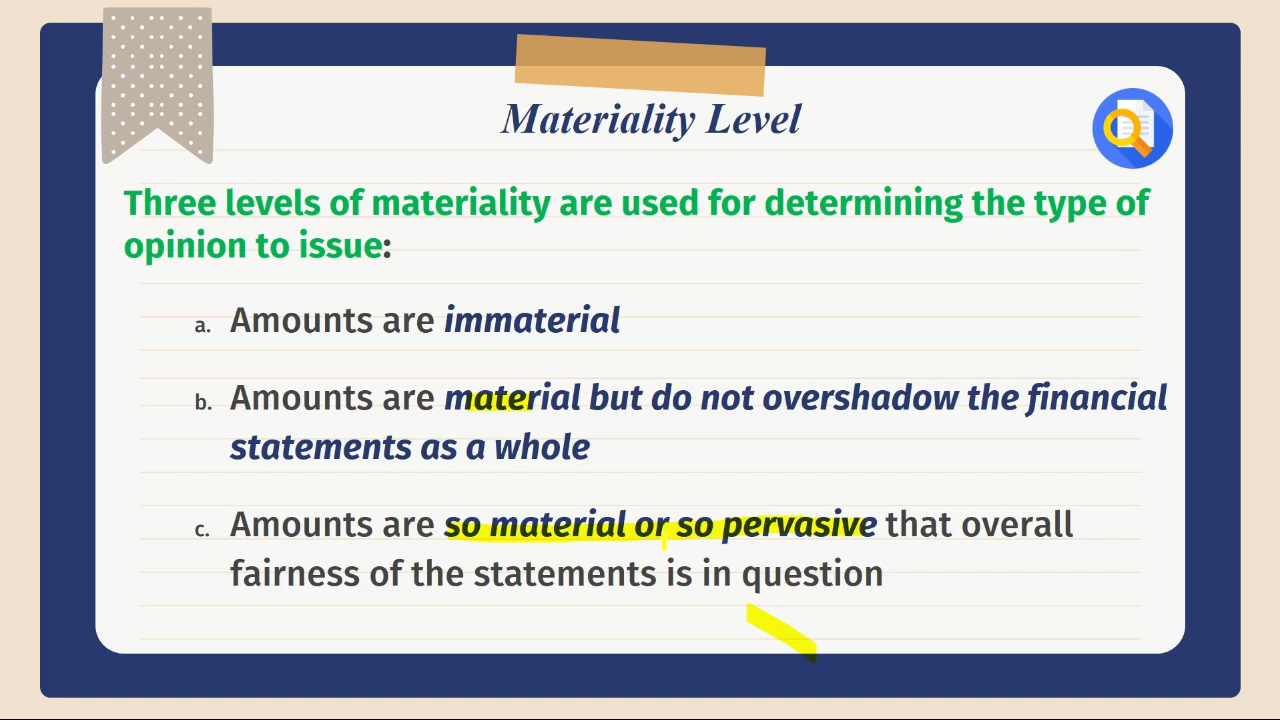 Materiality Level
Three levels of materiality are used for determining the type of
opinion to issue:
a. Amounts are immaterial
b. Amounts are material but do not overshadow the financial
statements as a whole
c. Amounts are so material or so pervasive that overall
fairness of the statements is in question